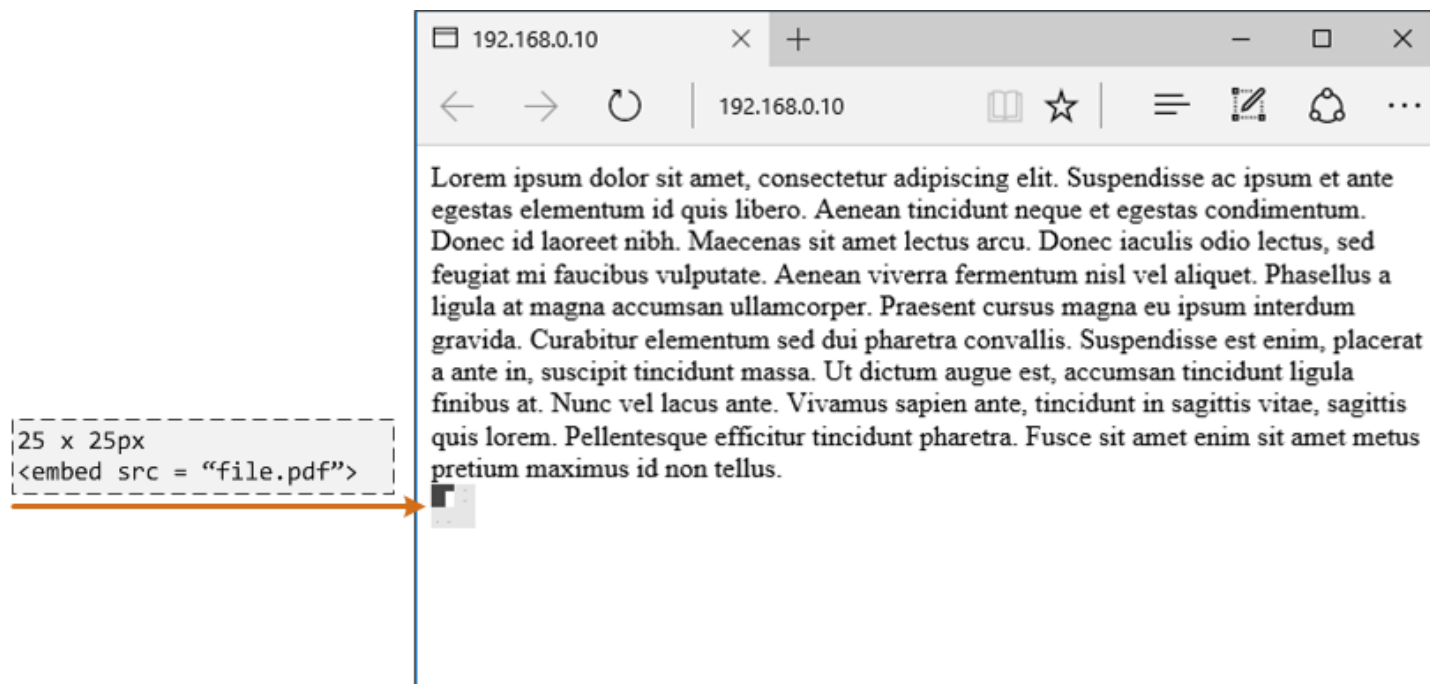 192.168.0.10
192.168.0.10
Lorem ipsum dolor sit amet, consectetur adipiscing elit. Suspendisse ac ipsum et ante
egestas elementum id quis libero. Aenean tincidunt neque et egestas condimentum.
Donec id laoreet nibh. Maecenas sit amet lectus arcu. Donec iaculis odio lectus, sed
feugiat mi faucibus vulputate. Aenean viverra fermentum nisl vel aliquet. Phasellus a
ligula at magna accumsan ullamcorper. Praesent cursus magna eu ipsum interdum
gravida. Curabitur elementum sed dui pharetra convallis. Suspendisse est enim, placerat
a ante in, suscipit tincidunt massa. Ut dictum augue est, accumsan tincidunt ligula
finibus at. Nunc vel lacus ante. Vivamus sapien ante, tincidunt in sagittis vitae, sagittis
quis lorem. Pellentesque efficitur tincidunt pharetra. Fusce sit amet enim sit amet metus
pretium maximus id non tellus.
25 x 25px
<embed src = “file.pdf”>